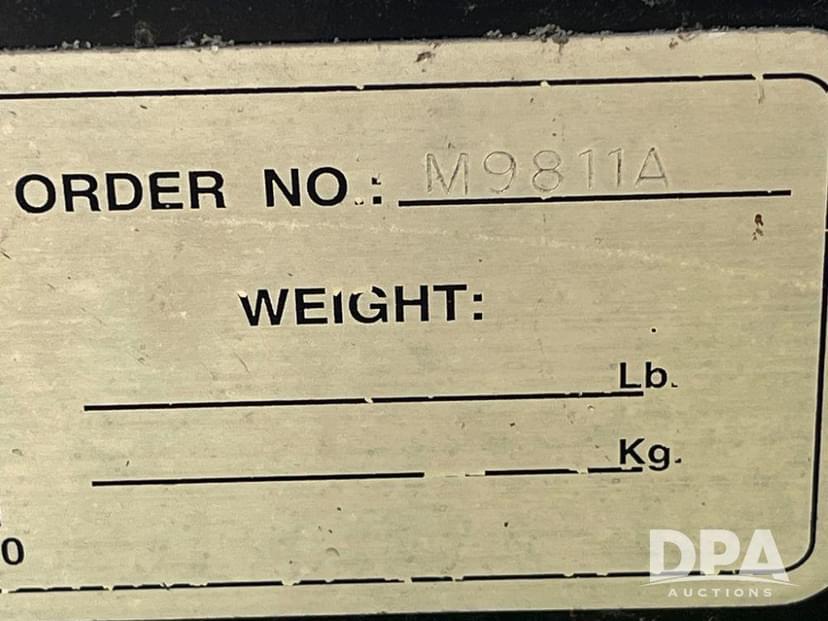 ORDER NO.: M9811A
WEIGHT:
Lb.
Kg.
0
DPA
AUCTIONS